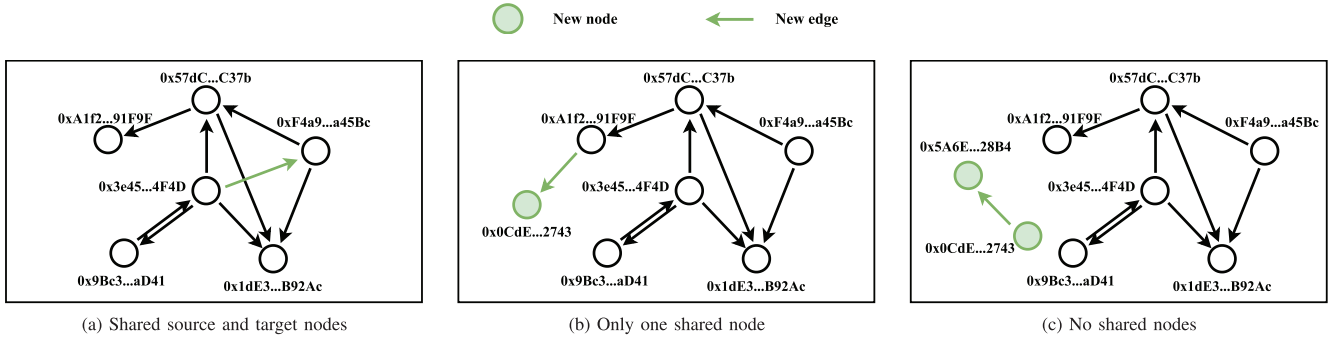 New node
New edge
0x57dC...C37b
0xA1f2...91F9F
0xF4a9...a45Bc
0x3e45...4F4D
0x9Bc3...aD41
0x1dE3...B92Ac
(a) Shared source and target nodes
0x57dC...C37b
0xA1f2...91F9F
0xF4a9...a45Bc
0x3e45...4F4D
0x0CdE...2743
0x9Bc3...aD41
0x1dE3...B92Ac
(b) Only one shared node
0x57dC...C37b
0xA1f2...91F9F
0xF4a9...a45Bc
0x5A6E...28B4
0x3e45...4F4D
0x0CdE...2743
0x9Bc3...aD41
0x1dE3...B92Ac
(c) No shared nodes